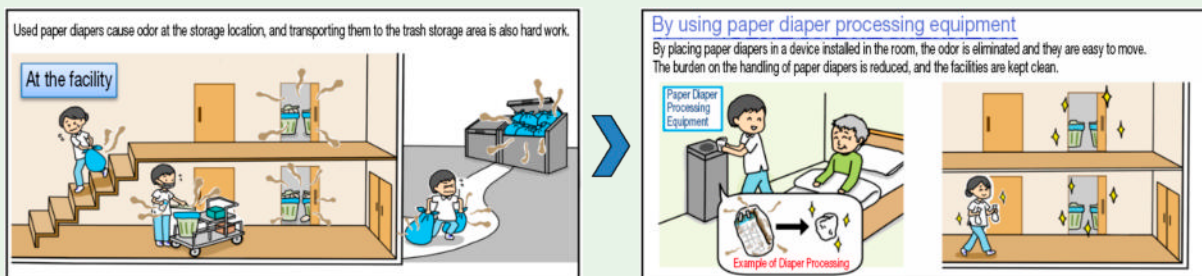 Used paper diapers cause odor at the storage location, and transporting them to the trash storage area is also hard work.
At the facility
By using paper diaper processing equipment
By placing paper diapers in a device installed in the room, the odor is eliminated and they are easy to move.
The burden on the handling of paper diapers is reduced, and the facilities are kept clean.
Paper Diaper
Processing
Equipment
Example of Diaper Processing